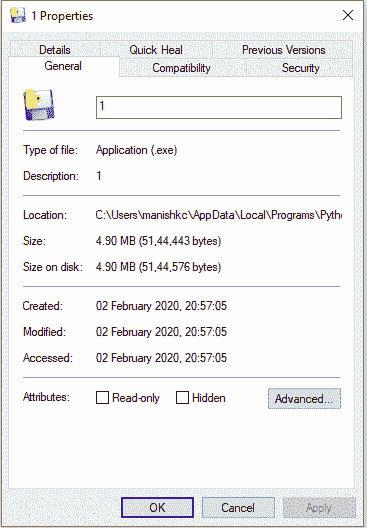 1 Properties
Details Quick Heal Previous Versions
General Compatibility Security
1
Type of file: Application (.exe)
Description: 1
Location: C:\Users\manishkc\AppData\Local\Programs\Pytho
Size: 4.90 MB (51,44,443 bytes)
Size on disk: 4.90 MB (51,44,576 bytes)
Created: 02 February 2020, 20:57:05
Modified: 02 February 2020, 20:57:05
Accessed: 02 February 2020, 20:57:05
Attributes: Read-only Hidden Advanced...
OK Cancel Apply